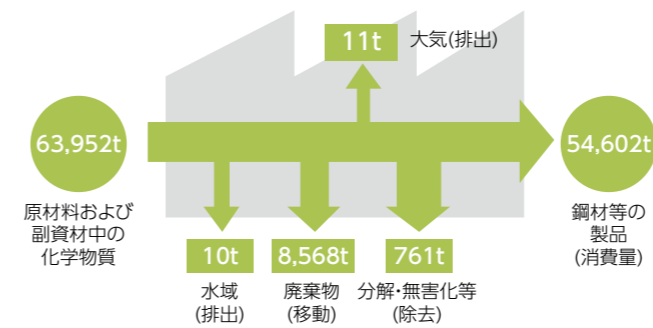 11t
大気(排出)
63,952t
54,602t
原材料および
副資材中の
化学物質
鋼材等の
製品
(消費量)
10t
8,568t
761t
水域
(排出)
廃棄物
(移動)
分解・無害化等
(除去)